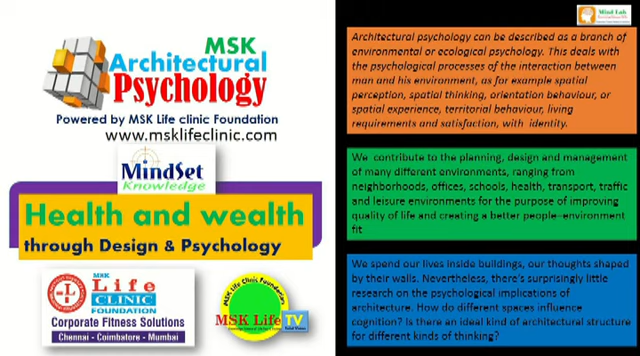 MSK
Architectural
Psychology
Powered by MSK Life clinic Foundation
www.msklifeclinic.com
MindSet
Knowledge
Health and wealth
through Design & Psychology
MSK
Life
CLINIC
FOUNDATION
Corporate Fitness Solutions
Chennai - Coimbatore - Mumbai
MSK Life Clinic Foundation
MSK Life TV
Mind Lab
Architectural psychology can be described as a branch of
environmental or ecological psychology. This deals with
the psychological processes of the interaction between
man and his environment, as for example spatial
perception, spatial thinking, orientation behaviour, or
spatial experience, territorial behaviour, living
requirements and satisfaction, with identity.
We contribute to the planning, design and management
of many different environments, ranging from
neighborhoods, offices, schools, health, transport, traffic
and leisure environments for the purpose of improving
quality of life and creating a better people–environment
fit
We spend our lives inside buildings, our thoughts shaped
by their walls. Nevertheless, there's surprisingly little
research on the psychological implications of
architecture. How do different spaces influence
cognition? Is there an ideal kind of architectural structure
for different kinds of thinking?